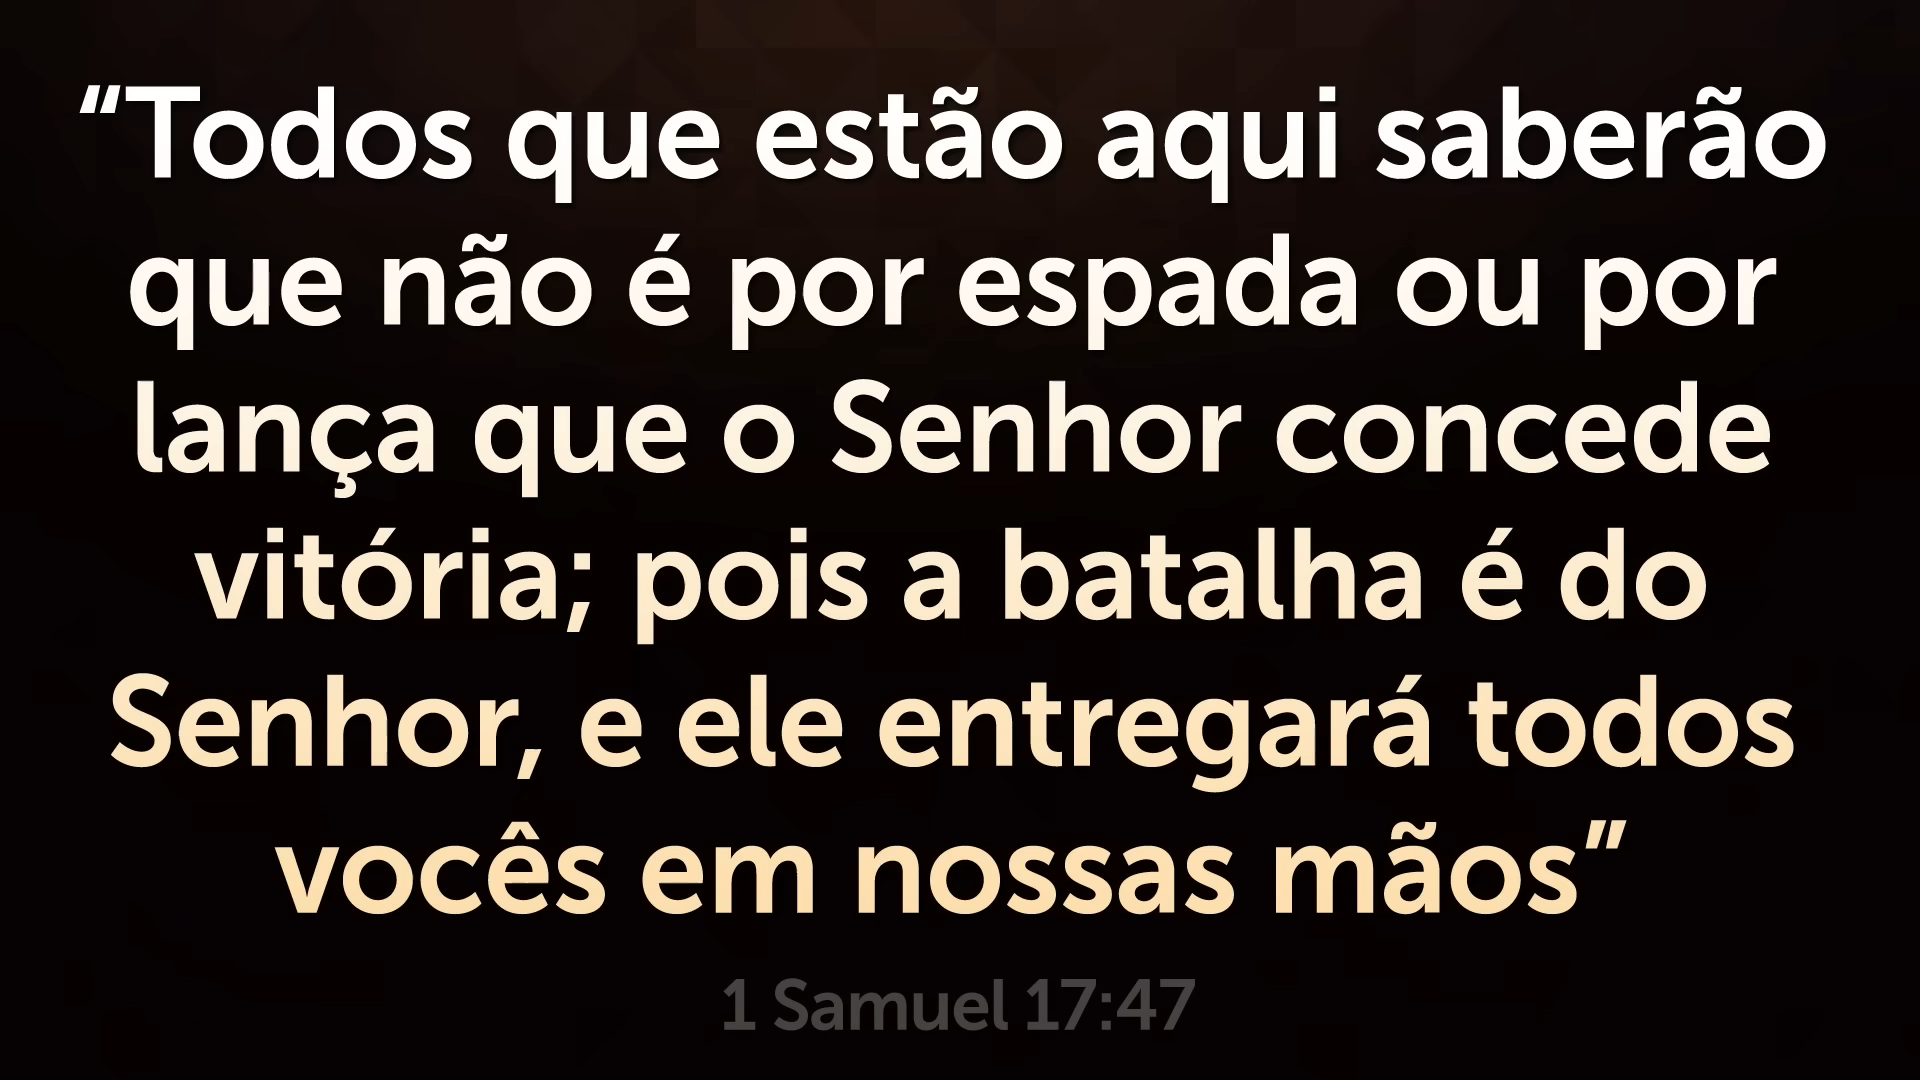 “Todos que estão aqui saberão
que não é por espada ou por
lança que o Senhor concede
vitória; pois a batalha é do
Senhor, e ele entregará todos
vocês em nossas mãos”
1 Samuel 17:47